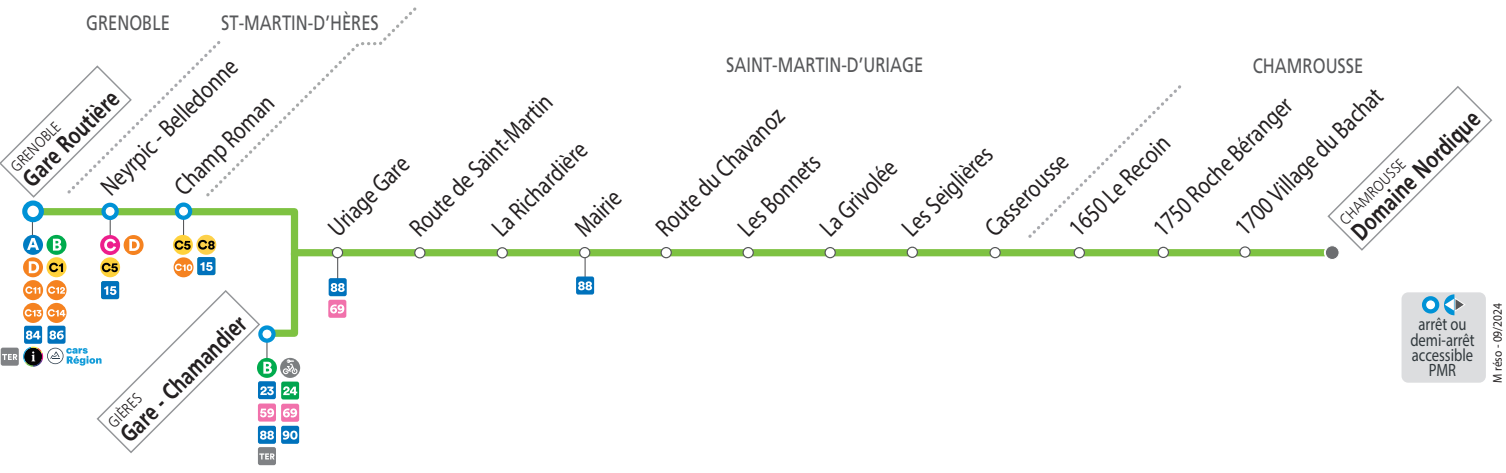 GRENOBLE
ST-MARTIN-D'HÈRES
SAINT-MARTIN-D'URIAGE
CHAMROUSSE
GRENOBLE
Gare Routière
Neyrpic - Belledonne
Champ Roman
Uriage Gare
Route de Saint-Martin
La Richardière
Mairie
Route du Chavanoz
Les Bonnets
La Grivolée
Les Seiglières
Casserousse
1650 Le Recoin
1750 Roche Béranger
1700 Village du Bachat
CHAMROUSSE
Domaine Nordique
A B
D C1
C11 C12
C13 C14
84 86
TER i cars
Région
C D
C5
15
C5 C8
C10 15
88
69
88
GIÈRES
Gare - Chamandier
B
23 24
59 69
88 90
TER
arrêt ou
demi-arrêt
accessible
PMR
M réso - 09/2024